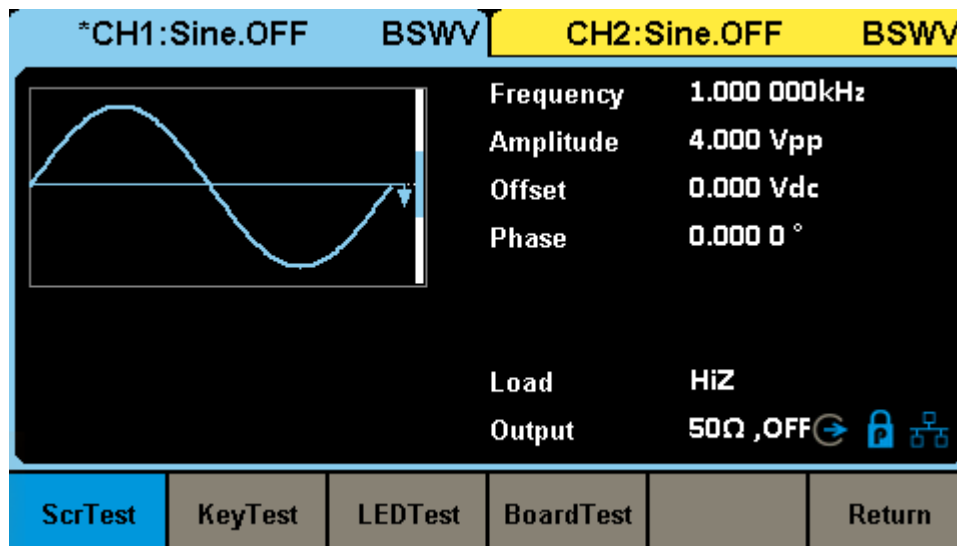 *CH1:Sine.OFF BSWV CH2:Sine.OFF BSWV
Frequency 1.000 000kHz
Amplitude 4.000 Vpp
Offset 0.000 Vdc
Phase 0.000 0 °
Load HiZ
Output 50Ω ,OFF P
ScrTest KeyTest LEDTest BoardTest Return